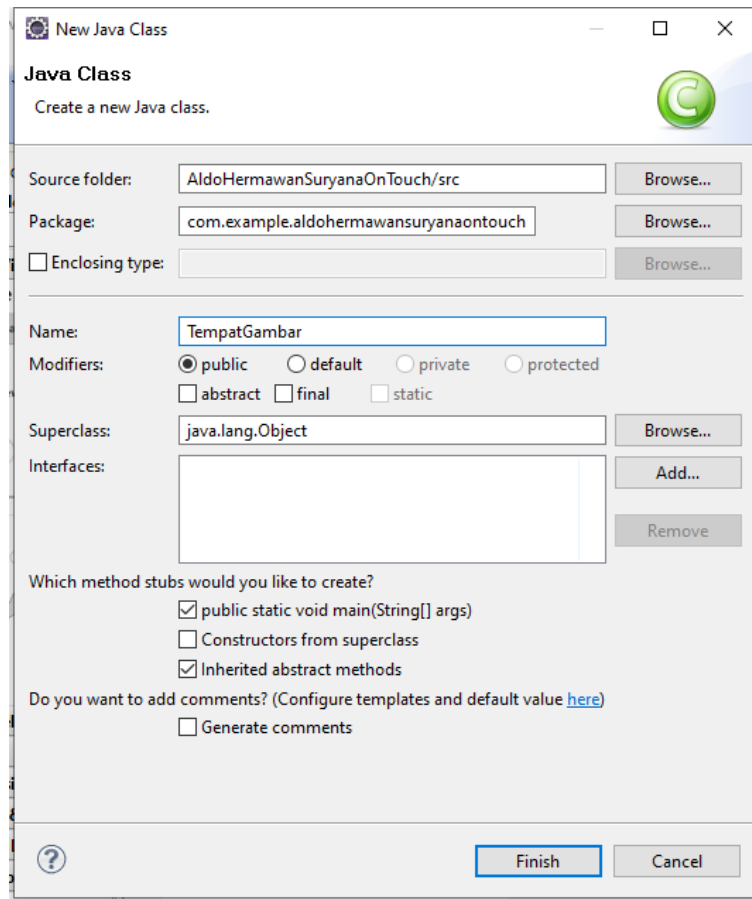 New Java Class
Java Class
Create a new Java class.
Source folder: AldoHermawanSuryanaOnTouch/src Browse...
Package: com.example.aldohermawansuryanaontouch Browse...
Enclosing type: Browse...
Name: TempatGambar
Modifiers: public default private protected
abstract final static
Superclass: java.lang.Object Browse...
Interfaces: Add...
Remove
Which method stubs would you like to create?
public static void main(String[] args)
Constructors from superclass
Inherited abstract methods
Do you want to add comments? (Configure templates and default value here)
Generate comments
Finish Cancel